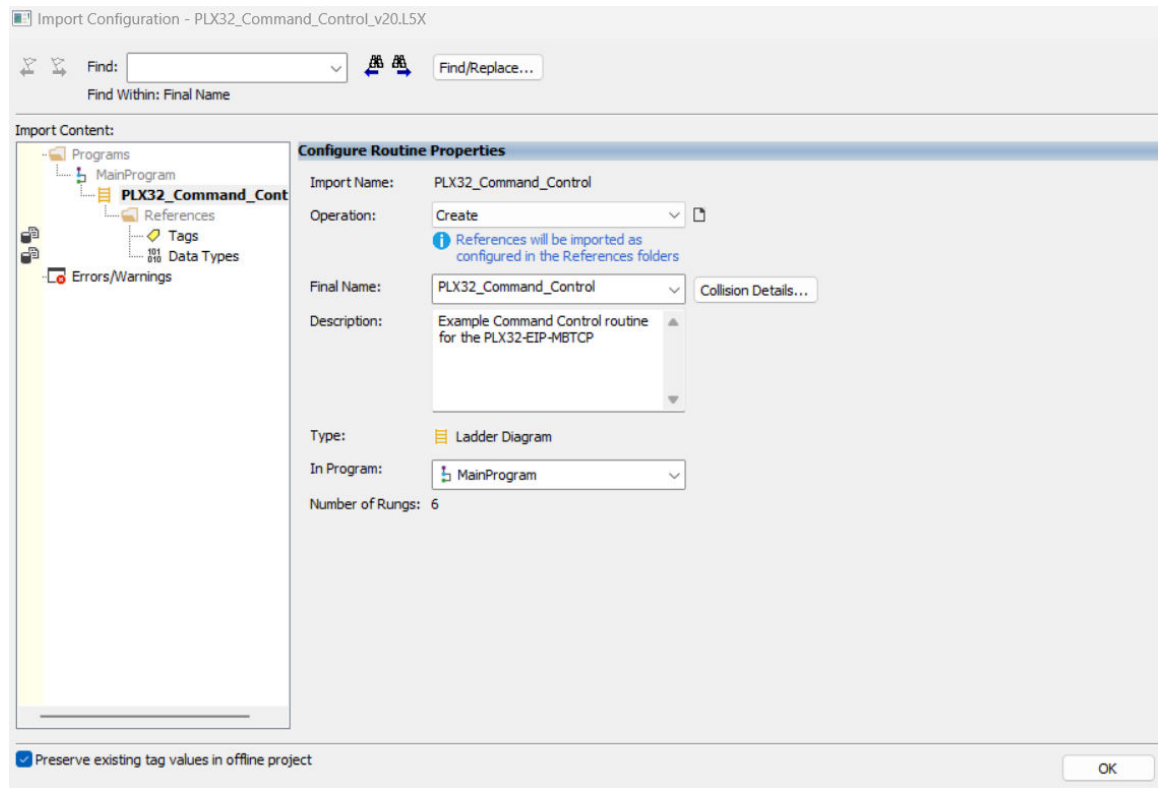 Import Configuration - PLX32_Command_Control_v20.L5X
Find:
Find/Replace...
Find Within: Final Name
Import Content:
Programs
MainProgram
PLX32_Command_Cont
References
Tags
Data Types
Errors/Warnings
Configure Routine Properties
Import Name: PLX32_Command_Control
Operation: Create
References will be imported as
configured in the References folders
Final Name: PLX32_Command_Control Collision Details...
Description: Example Command Control routine
for the PLX32-EIP-MBTCP
Type: Ladder Diagram
In Program: MainProgram
Number of Rungs: 6
Preserve existing tag values in offline project
OK